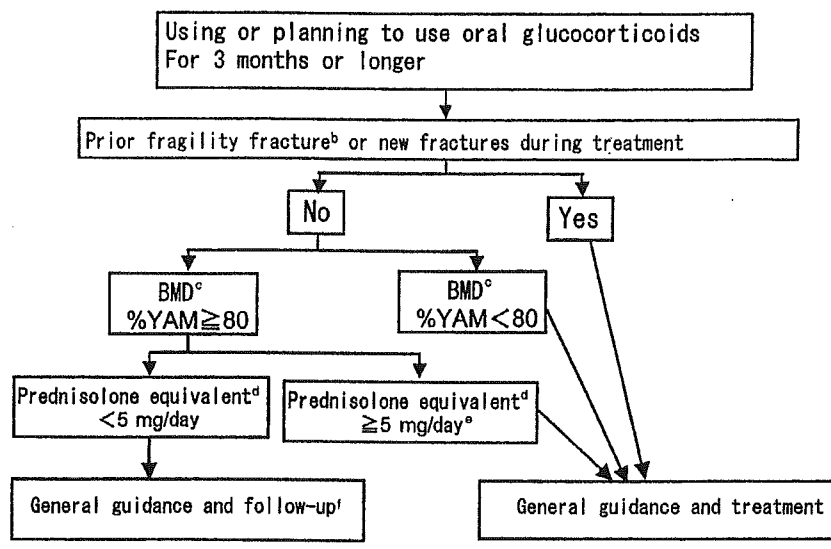 Using or planning to use oral glucocorticoids
For 3 months or longer
Prior fragility fractureᵇ or new fractures during treatment
No
Yes
BMDᶜ
%YAM≧80
BMDᶜ
%YAM<80
Prednisolone equivalentᵈ
<5 mg/day
Prednisolone equivalentᵈ
≧5 mg/dayᵉ
General guidance and follow-upᶠ
General guidance and treatment